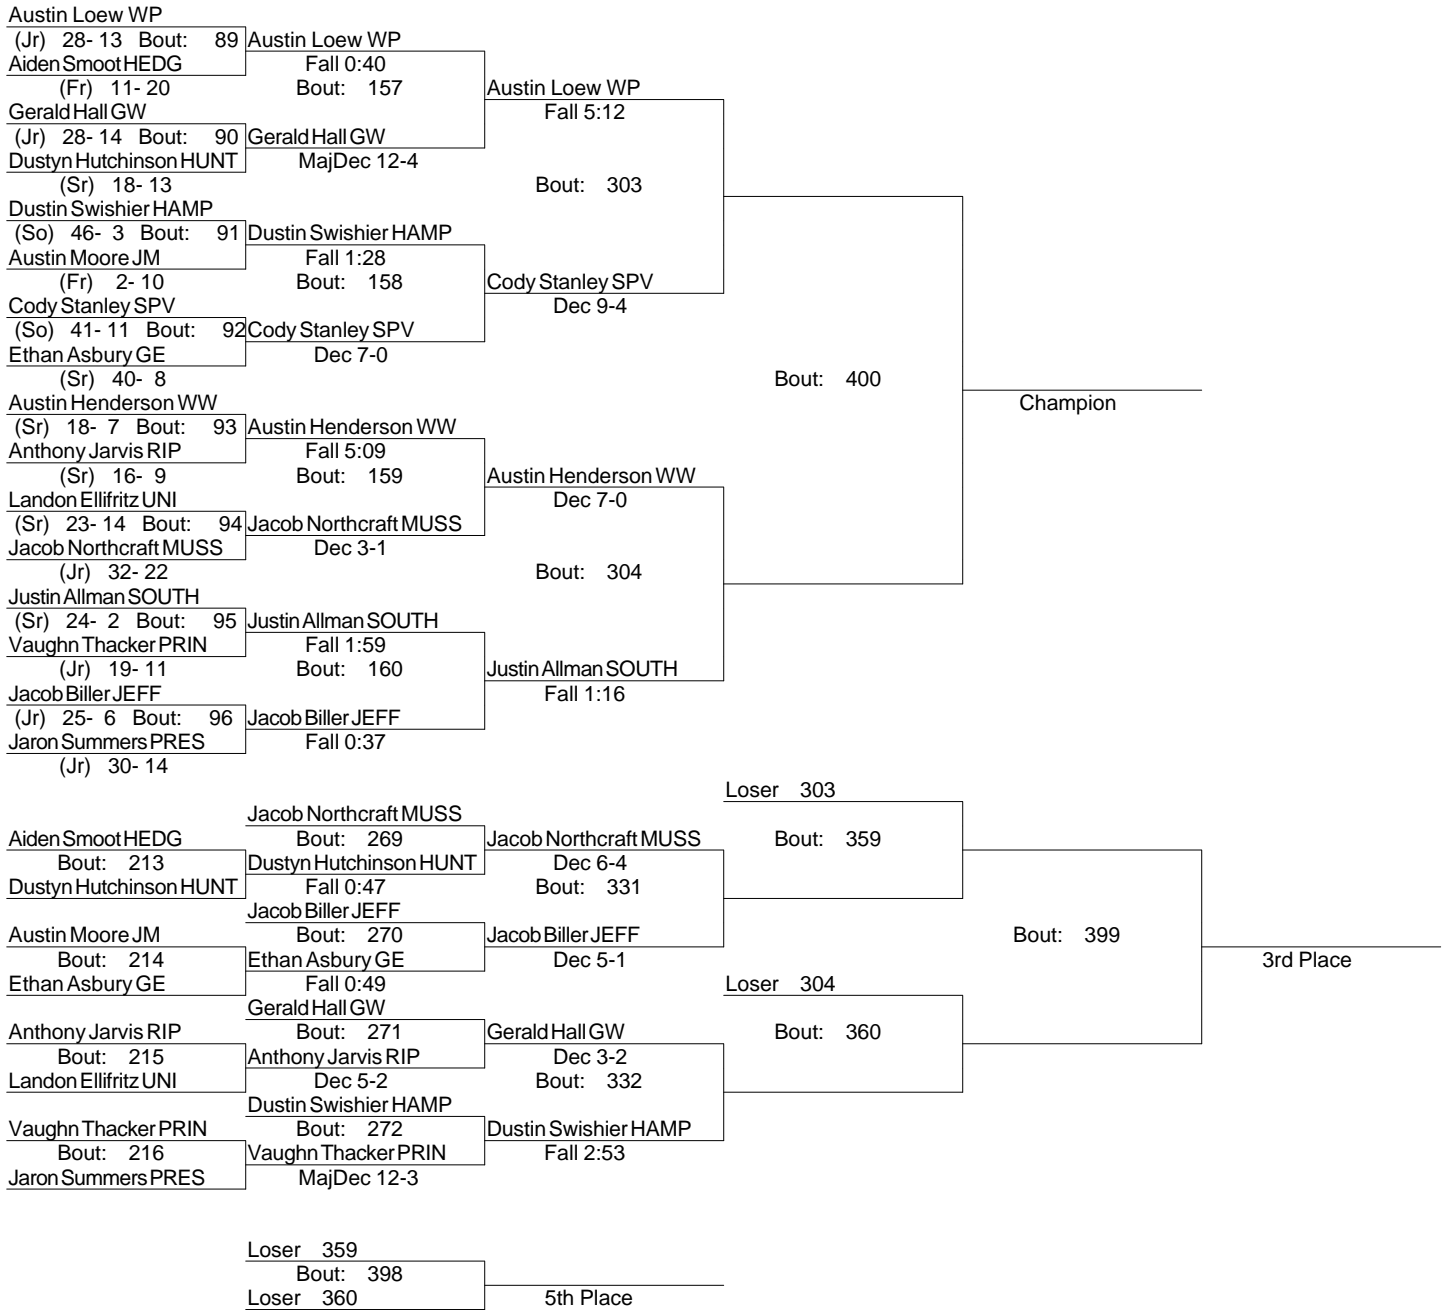 Austin Loew WP
(Jr) 28- 13 Bout: 89 Austin Loew WP
Aiden Smoot HEDG Fall 0:40
(Fr) 11- 20 Bout: 157 Austin Loew WP
Gerald Hall GW Fall 5:12
(Jr) 28- 14 Bout: 90 Gerald Hall GW
Dustyn Hutchinson HUNT MajDec 12-4
(Sr) 18- 13 Bout: 303
Dustin Swishier HAMP
(So) 46- 3 Bout: 91 Dustin Swishier HAMP
Austin Moore JM Fall 1:28
(Fr) 2- 10 Bout: 158 Cody Stanley SPV
Cody Stanley SPV Dec 9-4
(So) 41- 11 Bout: 92 Cody Stanley SPV
Ethan Asbury GE Dec 7-0
(Sr) 40- 8 Bout: 400
Austin Henderson WW Champion
(Sr) 18- 7 Bout: 93 Austin Henderson WW
Anthony Jarvis RIP Fall 5:09
(Sr) 16- 9 Bout: 159 Austin Henderson WW
Landon Ellifritz UNI Dec 7-0
(Sr) 23- 14 Bout: 94 Jacob Northcraft MUSS
Jacob Northcraft MUSS Dec 3-1
(Jr) 32- 22 Bout: 304
Justin Allman SOUTH
(Sr) 24- 2 Bout: 95 Justin Allman SOUTH
Vaughn Thacker PRIN Fall 1:59
(Jr) 19- 11 Bout: 160 Justin Allman SOUTH
Jacob Biller JEFF Fall 1:16
(Jr) 25- 6 Bout: 96 Jacob Biller JEFF
Jaron Summers PRES Fall 0:37
(Jr) 30- 14
Loser 303
Jacob Northcraft MUSS
Aiden Smoot HEDG Bout: 269 Jacob Northcraft MUSS Bout: 359
Bout: 213 Dustyn Hutchinson HUNT Dec 6-4
Dustyn Hutchinson HUNT Fall 0:47 Bout: 331
Jacob Biller JEFF
Austin Moore JM Bout: 270 Jacob Biller JEFF Bout: 399
Bout: 214 Ethan Asbury GE Dec 5-1 3rd Place
Ethan Asbury GE Fall 0:49 Loser 304
Gerald Hall GW
Anthony Jarvis RIP Bout: 271 Gerald Hall GW Bout: 360
Bout: 215 Anthony Jarvis RIP Dec 3-2
Landon Ellifritz UNI Dec 5-2 Bout: 332
Dustin Swishier HAMP
Vaughn Thacker PRIN Bout: 272 Dustin Swishier HAMP
Bout: 216 Vaughn Thacker PRIN Fall 2:53
Jaron Summers PRES MajDec 12-3
Loser 359
Bout: 398
Loser 360 5th Place